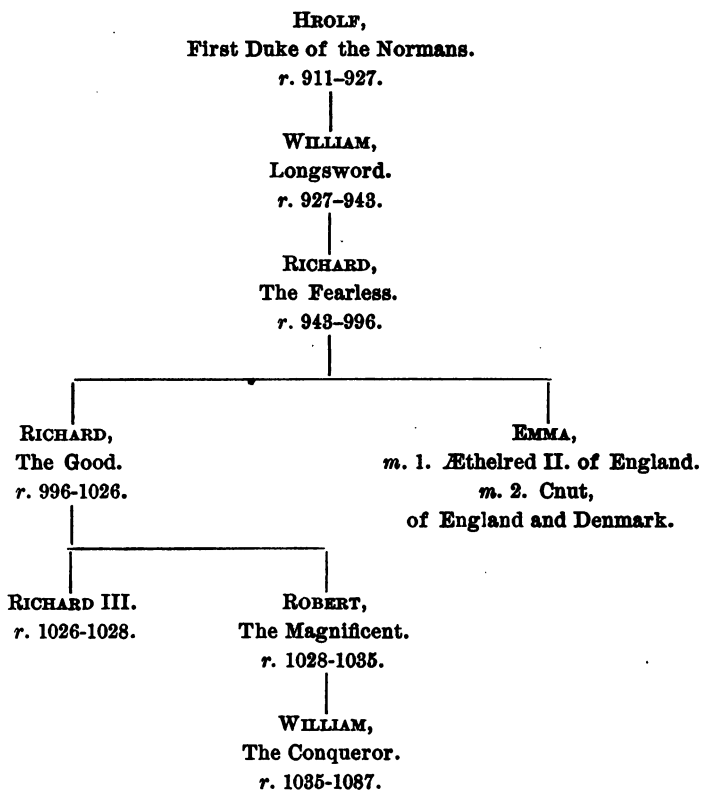 HROLF,
First Duke of the Normans.
r. 911–927.
WILLIAM,
Longsword.
r. 927–943.
RICHARD,
The Fearless.
r. 943–996.
RICHARD,
The Good.
r. 996-1026.
EMMA,
m. 1. Æthelred II. of England.
m. 2. Cnut,
of England and Denmark.
RICHARD III.
r. 1026-1028.
ROBERT,
The Magnificent.
r. 1028-1035.
WILLIAM,
The Conqueror.
r. 1035-1087.